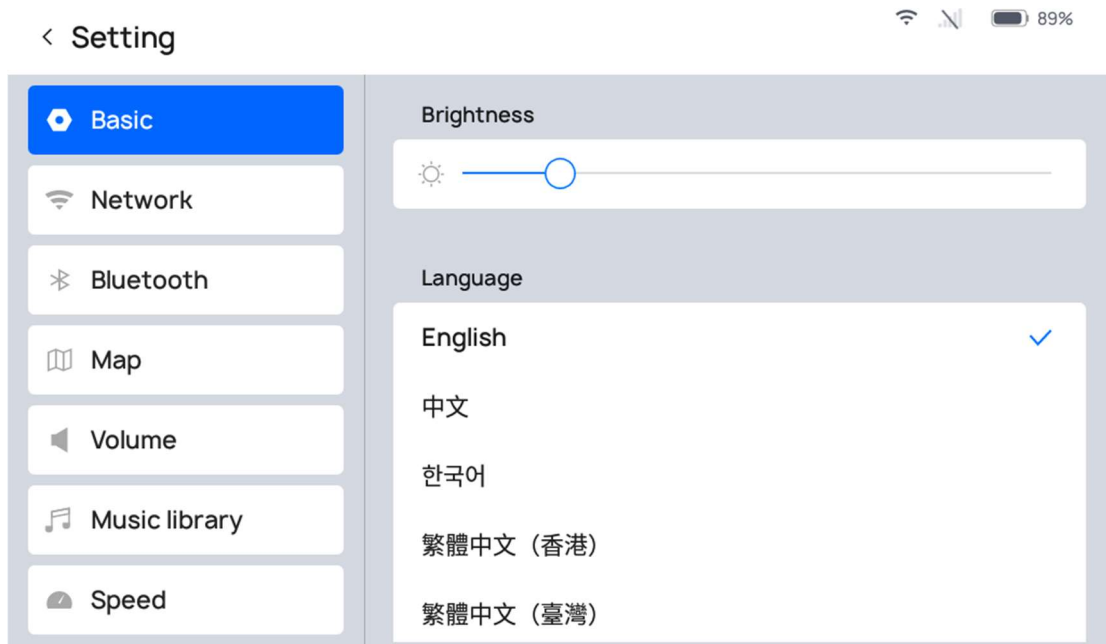 89%
Setting
Basic
Network
Bluetooth
Map
Volume
Music library
Speed
Brightness
Language
English
中文
한국어
繁體中文（香港）
繁體中文（臺灣）